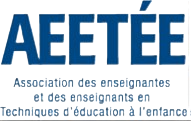 AEETÉE
Association des enseignantes
et des enseignants en
Techniques d'éducation à l'enfance